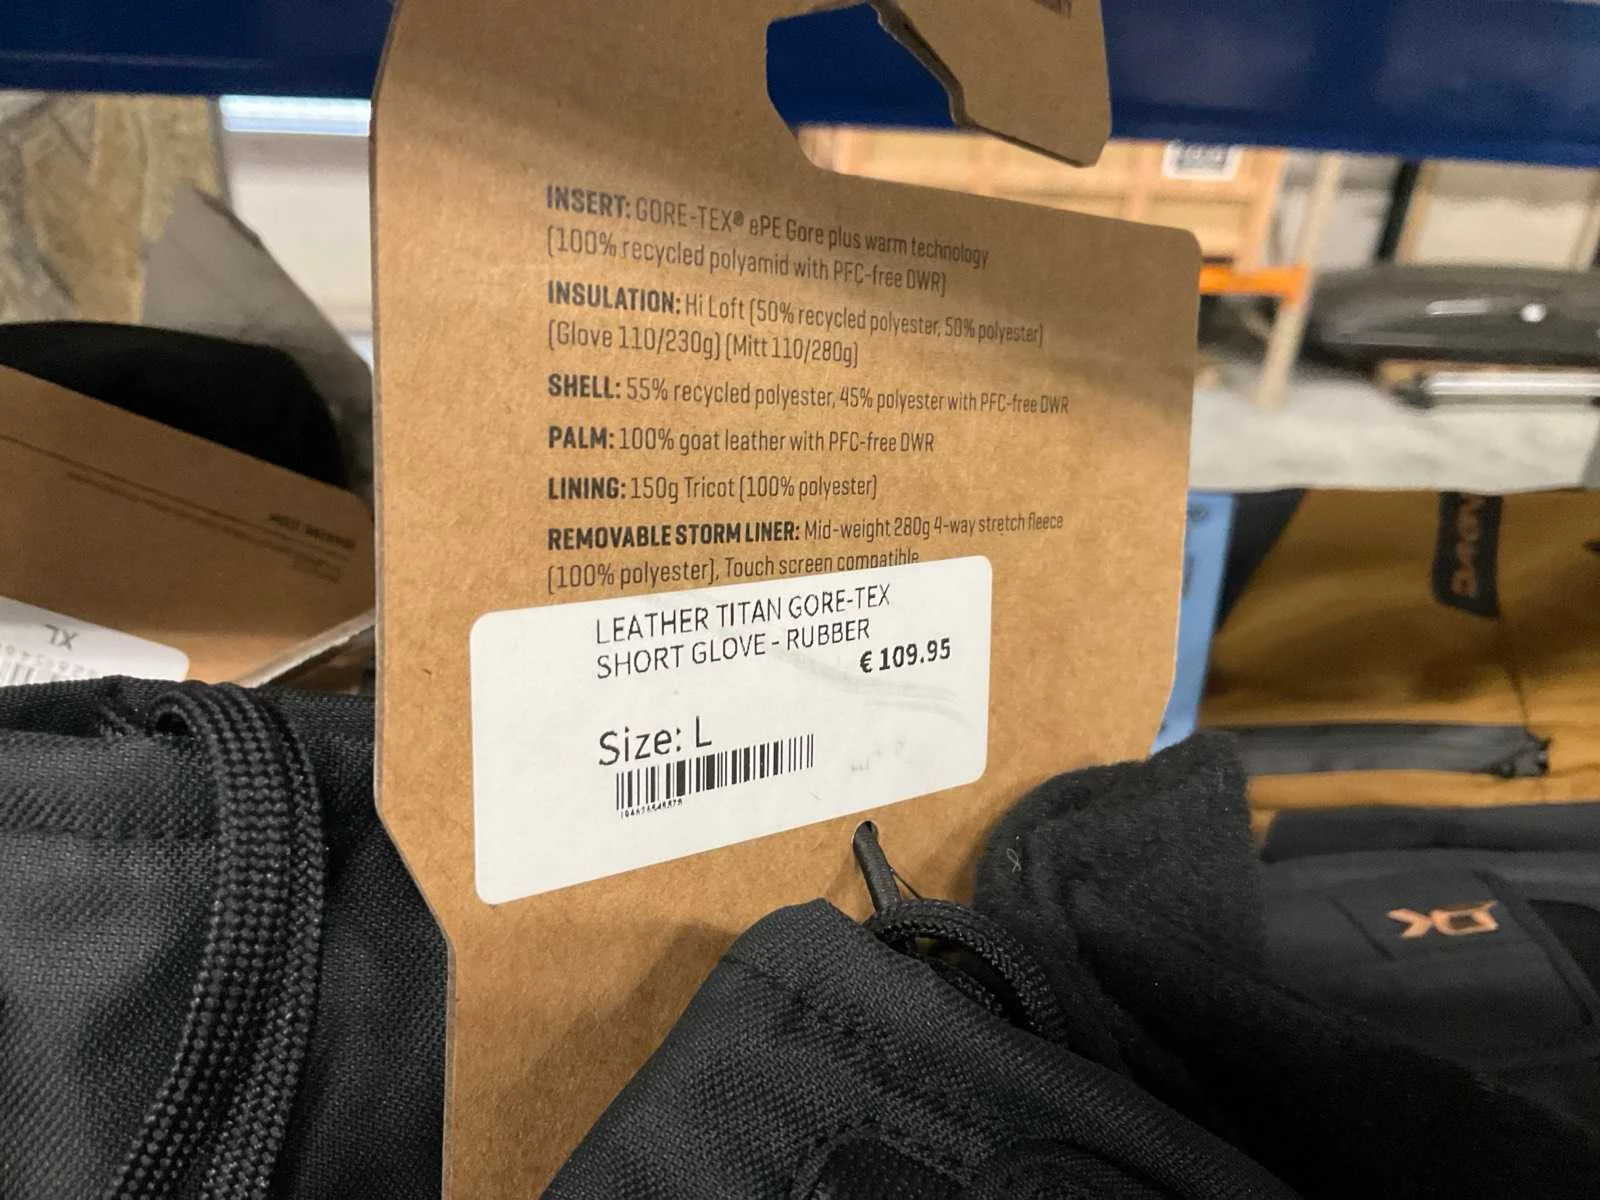 INSERT: GORE-TEX® ePE Gore plus warm technology
(100% recycled polyamid with PFC-free DWR)
INSULATION: Hi Loft (50% recycled polyester, 50% polyester)
(Glove 110/230g) (Mitt 110/280g)
SHELL: 55% recycled polyester, 45% polyester with PFC-free DWR
PALM: 100% goat leather with PFC-free DWR
LINING: 150g Tricot (100% polyester)
REMOVABLE STORM LINER: Mid-weight 280g 4-way stretch fleece
(100% polyester), Touch screen compatible
LEATHER TITAN GORE-TEX
SHORT GLOVE - RUBBER
€ 109.95
Size: L
XL
DAKINE
DK